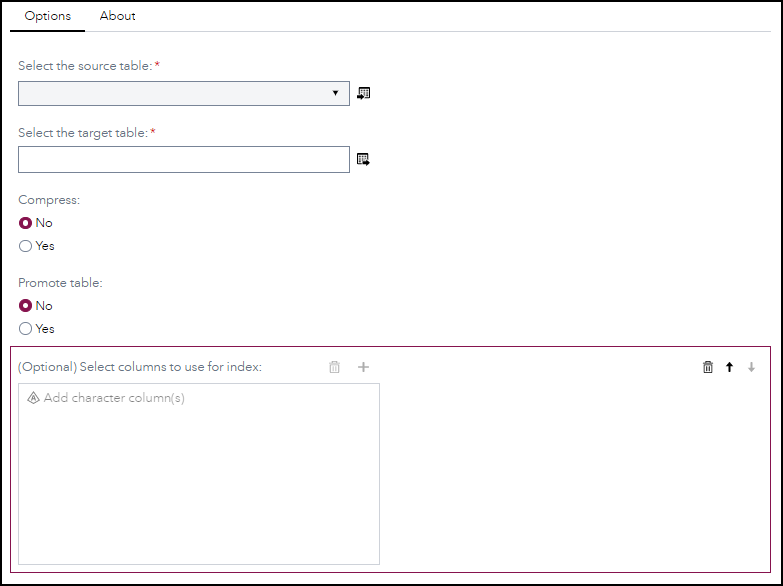 Options About
Select the source table:*
Select the target table:*
Compress:
No
Yes
Promote table:
No
Yes
(Optional) Select columns to use for index:
Add character column(s)